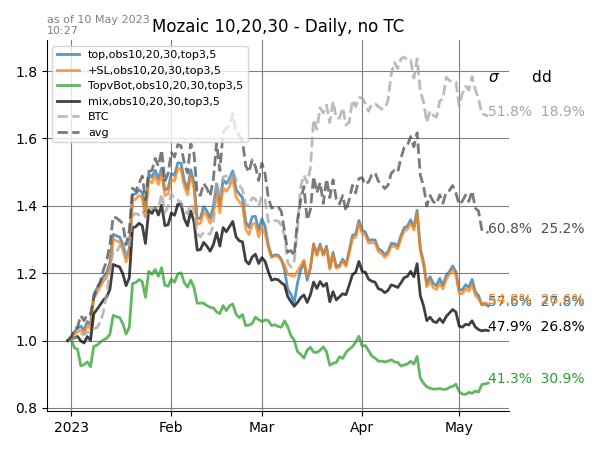 as of 10 May 2023
10:27
Mozaic 10,20,30 - Daily, no TC
top,obs10,20,30,top3,5
+SL,obs10,20,30,top3,5
TopvBot,obs10,20,30,top3,5
mix,obs10,20,30,top3,5
BTC
avg
σ dd
51.8% 18.9%
60.8% 25.2%
47.9% 26.8%
41.3% 30.9%
1.8
1.6
1.4
1.2
1.0
0.8
2023 Feb Mar Apr May